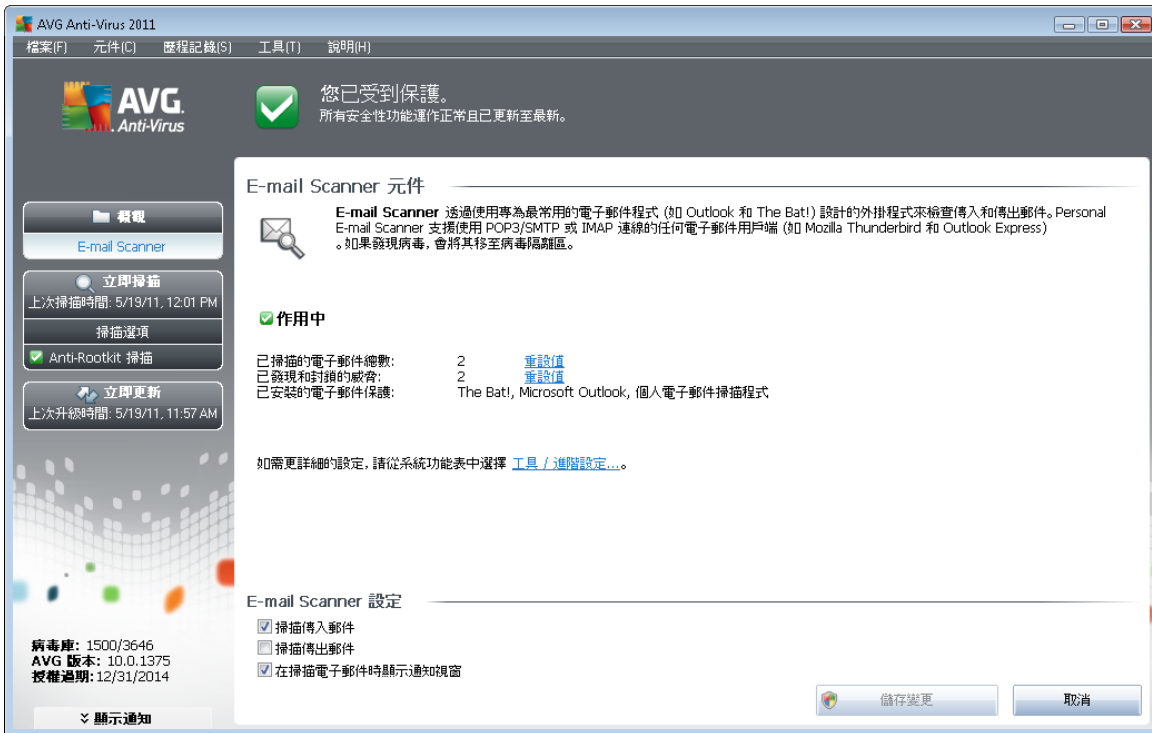 AVG Anti-Virus 2011
檔案(F) 元件(C) 歷程記錄(S) 工具(T) 說明(H)
AVG.
Anti-Virus
您已受到保護。
所有安全性功能運作正常且已更新至最新。
概觀
E-mail Scanner
立即掃描
上次掃描時間: 5/19/11, 12:01 PM
掃描選項
Anti-Rootkit 掃描
立即更新
上次升級時間: 5/19/11, 11:57 AM
病毒庫: 1500/3646
AVG 版本: 10.0.1375
授權過期: 12/31/2014
顯示通知
E-mail Scanner 元件
E-mail Scanner 透過使用專為最常用的電子郵件程式 (如 Outlook 和 The Bat!) 設計的外掛程式來檢查傳入和傳出郵件。Personal
E-mail Scanner 支援使用 POP3/SMTP 或 IMAP 連線的任何電子郵件用戶端 (如 Mozilla Thunderbird 和 Outlook Express)
。如果發現病毒, 會將其移至病毒隔離區。
作用中
已掃描的電子郵件總數: 2 重設值
已發現和封鎖的威脅: 2 重設值
已安裝的電子郵件保護: The Bat!, Microsoft Outlook, 個人電子郵件掃描程式
如需更詳細的設定, 請從系統功能表中選擇 工具 / 進階設定...。
E-mail Scanner 設定
掃描傳入郵件
掃描傳出郵件
在掃描電子郵件時顯示通知視窗
儲存變更 取消